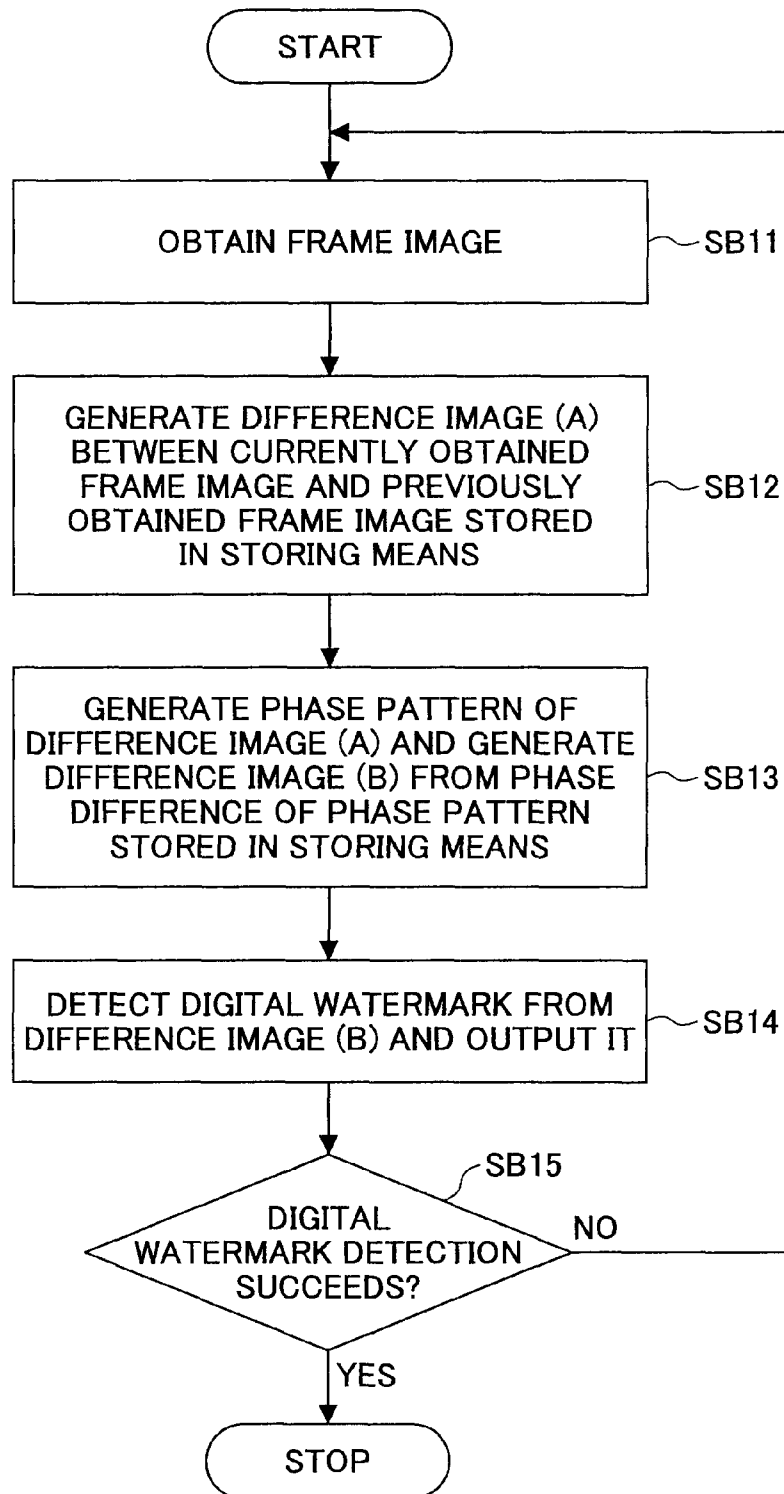 START
OBTAIN FRAME IMAGE
SB11
GENERATE DIFFERENCE IMAGE (A)
BETWEEN CURRENTLY OBTAINED
FRAME IMAGE AND PREVIOUSLY
OBTAINED FRAME IMAGE STORED
IN STORING MEANS
SB12
GENERATE PHASE PATTERN OF
DIFFERENCE IMAGE (A) AND GENERATE
DIFFERENCE IMAGE (B) FROM PHASE
DIFFERENCE OF PHASE PATTERN
STORED IN STORING MEANS
SB13
DETECT DIGITAL WATERMARK FROM
DIFFERENCE IMAGE (B) AND OUTPUT IT
SB14
SB15
DIGITAL
WATERMARK DETECTION
SUCCEEDS?
NO
YES
STOP